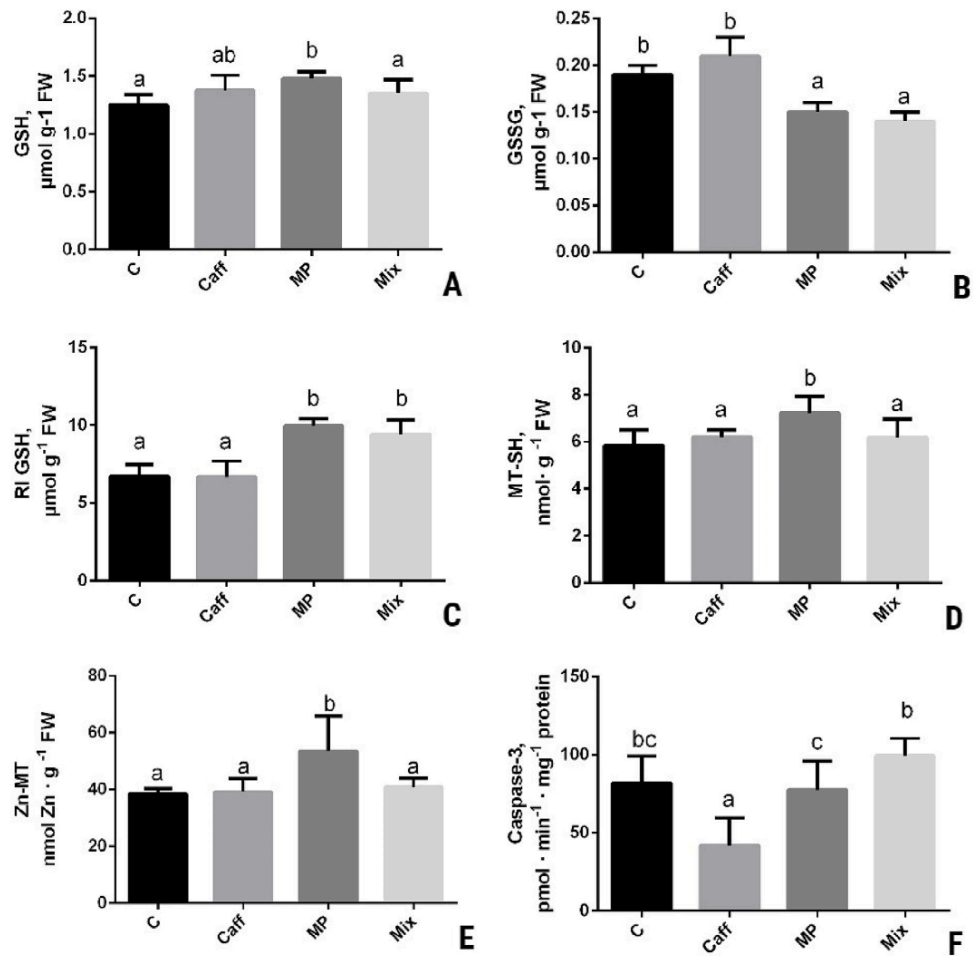 GSH,
µmol g-1 FW
2.0
1.5
1.0
0.5
0.0
a
ab
b
a
C
Caff
MP
Mix
A
GSSG,
µmol g-1 FW
0.25
0.20
0.15
0.10
0.05
0.00
b
b
a
a
C
Caff
MP
Mix
B
RI GSH,
µmol g⁻¹ FW
15
10
5
0
a
a
b
b
C
Caff
MP
Mix
C
MT-SH,
nmol· g ⁻¹ FW
10
8
6
4
2
0
a
a
b
a
C
Caff
MP
Mix
D
Zn-MT
nmol Zn · g ⁻¹ FW
80
60
40
20
0
a
a
b
a
C
Caff
MP
Mix
E
Caspase-3,
pmol · min⁻¹ · mg⁻¹ protein
150
100
50
0
bc
a
c
b
C
Caff
MP
Mix
F